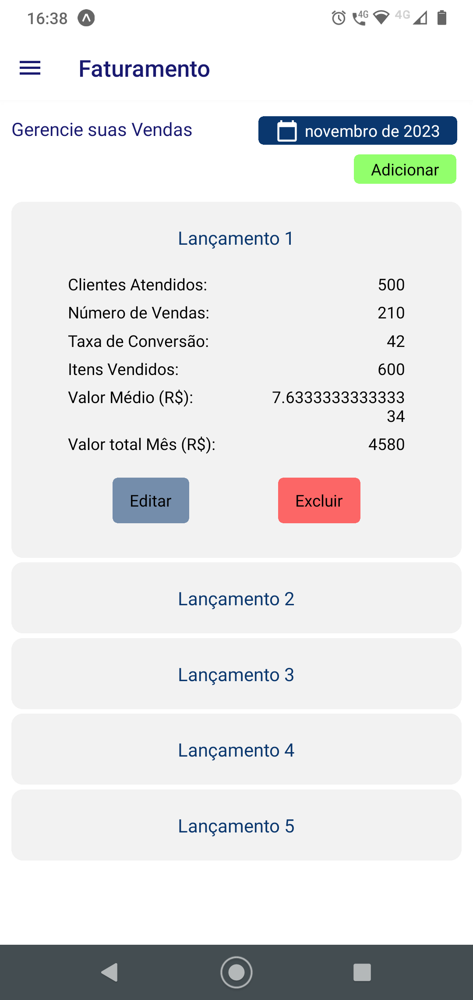 16:38
4G 4G
Faturamento
Gerencie suas Vendas
novembro de 2023
Adicionar
Lançamento 1
Clientes Atendidos: 500
Número de Vendas: 210
Taxa de Conversão: 42
Itens Vendidos: 600
Valor Médio (R$): 7.6333333333333
34
Valor total Mês (R$): 4580
Editar Excluir
Lançamento 2
Lançamento 3
Lançamento 4
Lançamento 5